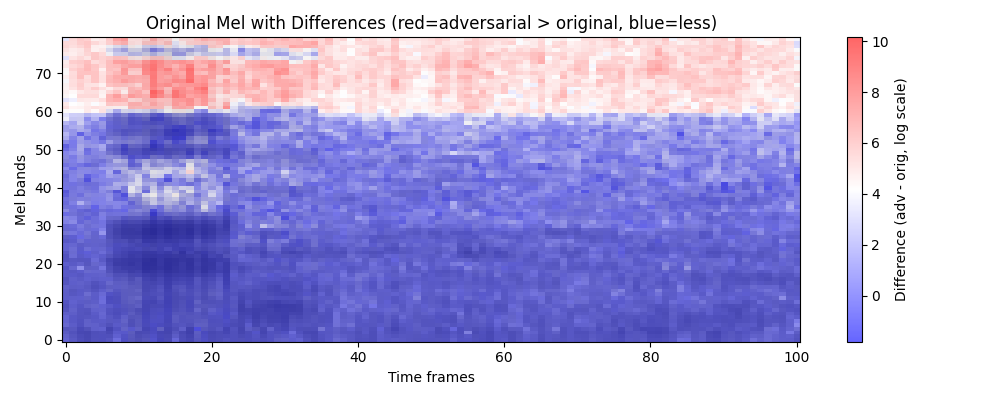 Original Mel with Differences (red=adversarial > original, blue=less)
Mel bands
70
60
50
40
30
20
10
0
0 20 40 60 80 100
Time frames
10
8
6
4
2
0
Difference (adv - orig, log scale)